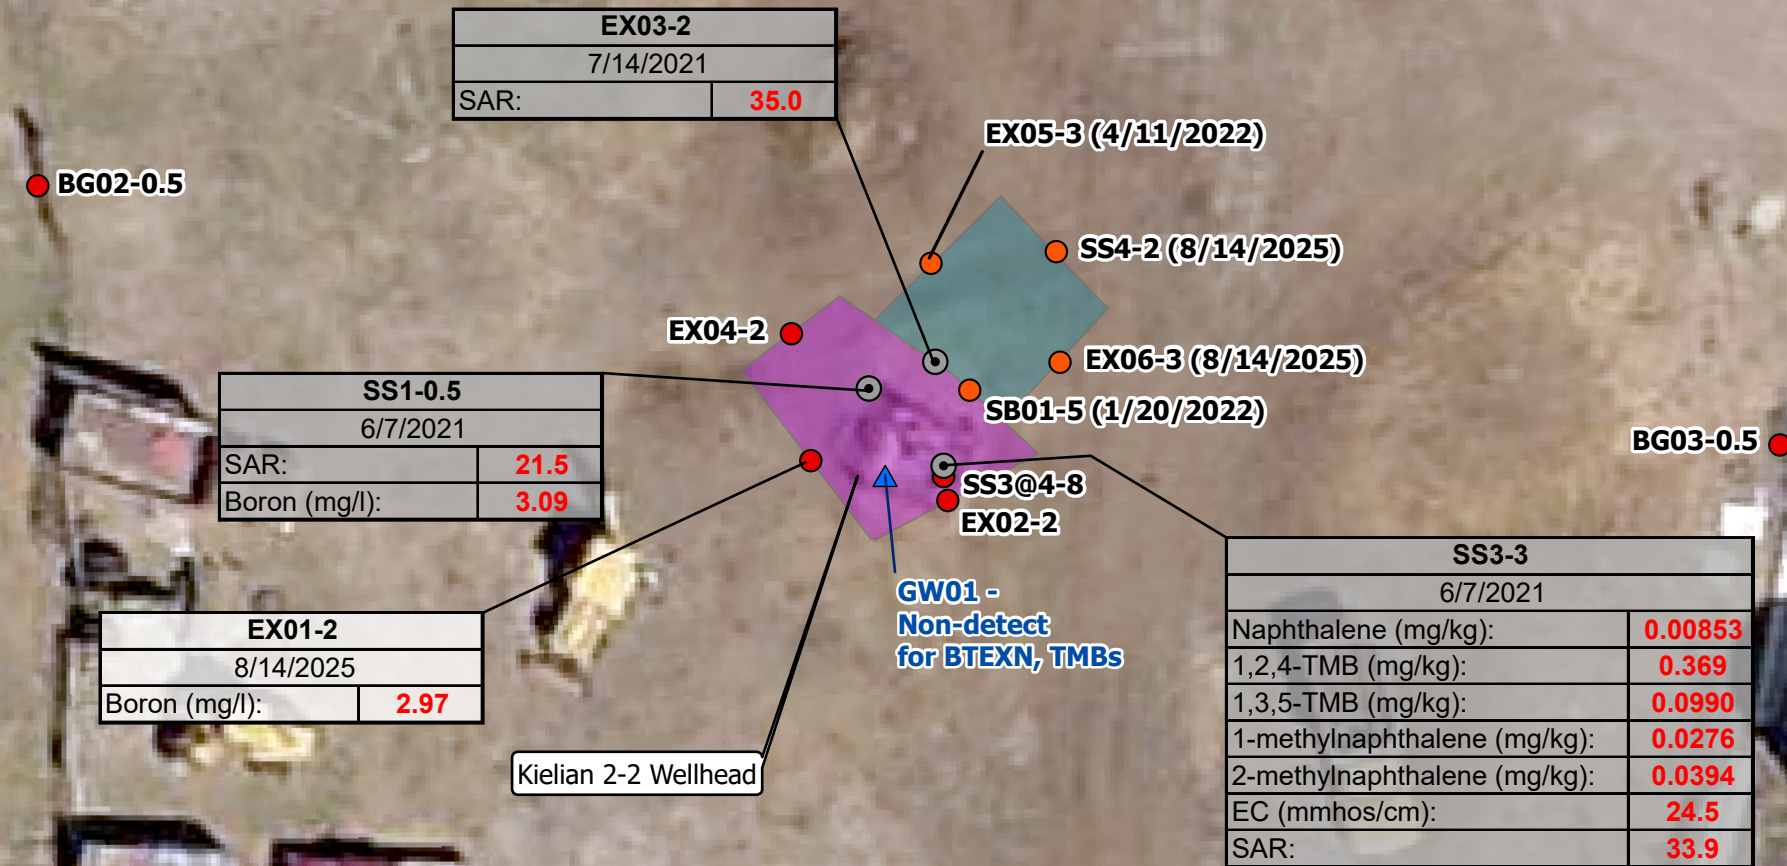 EX03-2
7/14/2021
SAR: 35.0
EX05-3 (4/11/2022)
BG02-0.5
SS4-2 (8/14/2025)
EX04-2
EX06-3 (8/14/2025)
SS1-0.5
6/7/2021
SAR: 21.5
Boron (mg/l): 3.09
SB01-5 (1/20/2022)
BG03-0.5
SS3@4-8
EX02-2
EX01-2
8/14/2025
Boron (mg/l): 2.97
GW01 -
Non-detect
for BTEXN, TMBs
Kielian 2-2 Wellhead
SS3-3
6/7/2021
Naphthalene (mg/kg): 0.00853
1,2,4-TMB (mg/kg): 0.369
1,3,5-TMB (mg/kg): 0.0990
1-methylnaphthalene (mg/kg): 0.0276
2-methylnaphthalene (mg/kg): 0.0394
EC (mmhos/cm): 24.5
SAR: 33.9